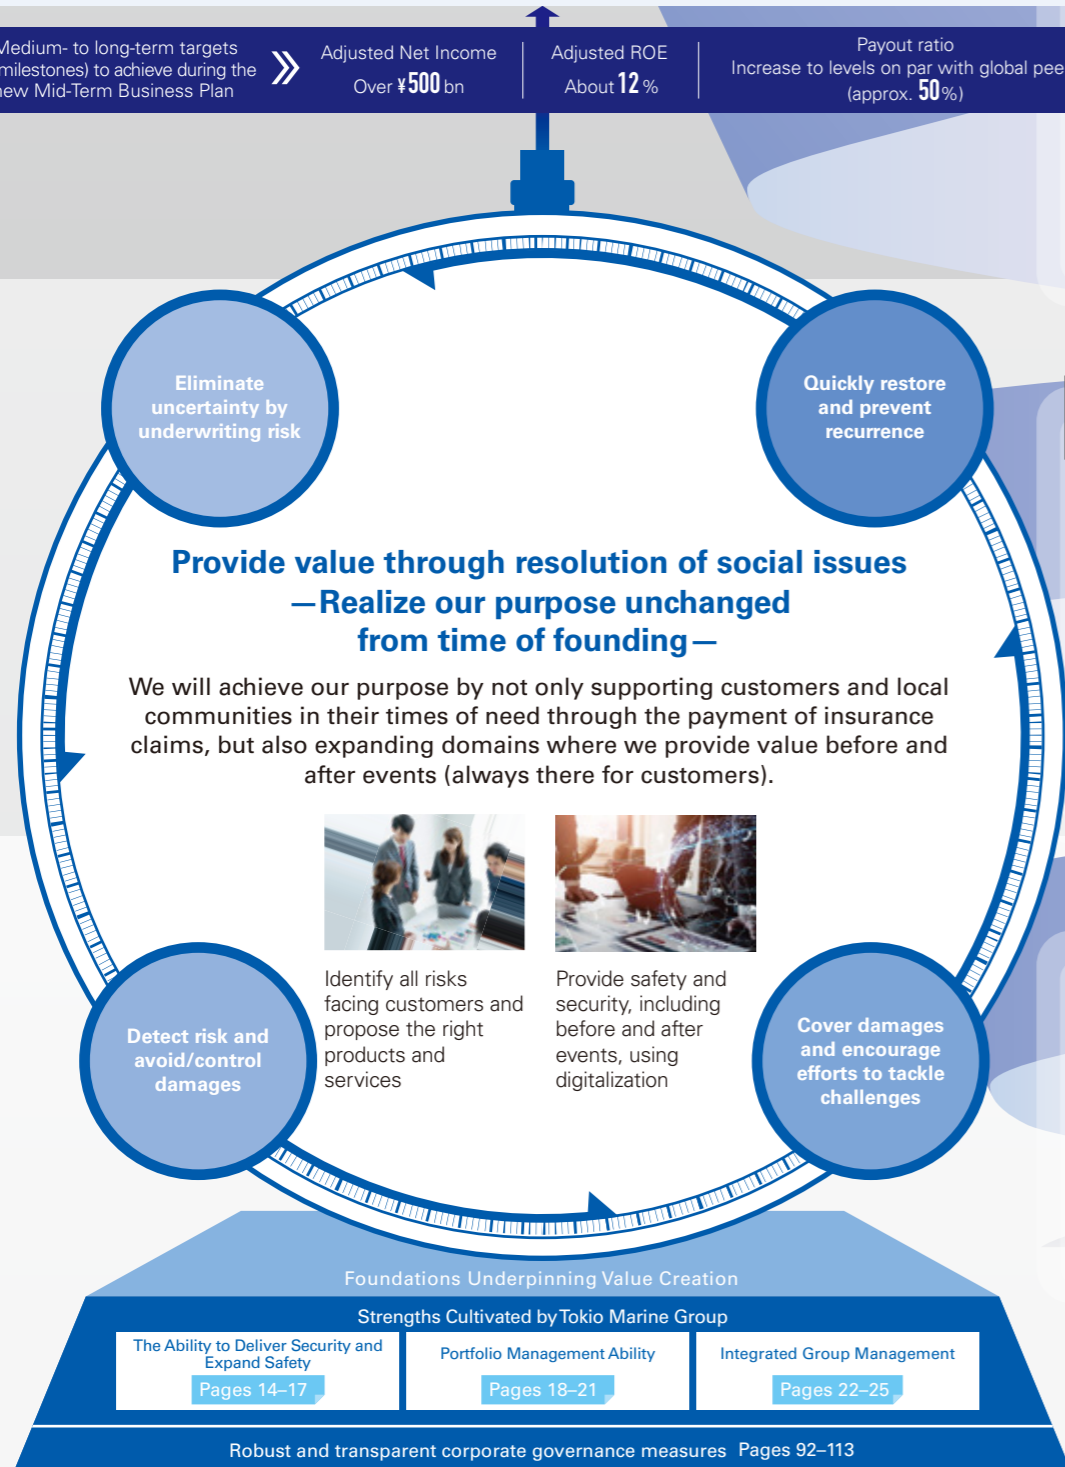 Medium- to long-term targets
(milestones) to achieve during the
new Mid-Term Business Plan
Adjusted Net Income
Over ¥500 bn
Adjusted ROE
About 12 %
Payout ratio
Increase to levels on par with global
(approx. 50%)
Eliminate
uncertainty by
underwriting risk
Quickly restore
and prevent
recurrence
Provide value through resolution of social issues
—Realize our purpose unchanged
from time of founding—
We will achieve our purpose by not only supporting customers and local
communities in their times of need through the payment of insurance
claims, but also expanding domains where we provide value before and
after events (always there for customers).
Identify all risks
facing customers and
propose the right
products and
services
Provide safety and
security, including
before and after
events, using
digitalization
Detect risk and
avoid/control
damages
Cover damages
and encourage
efforts to tackle
challenges
Foundations Underpinning Value Creation
Strengths Cultivated by Tokio Marine Group
The Ability to Deliver Security and
Expand Safety
Pages 14–17
Portfolio Management Ability
Pages 18–21
Integrated Group Management
Pages 22–25
Robust and transparent corporate governance measures Pages 92–113